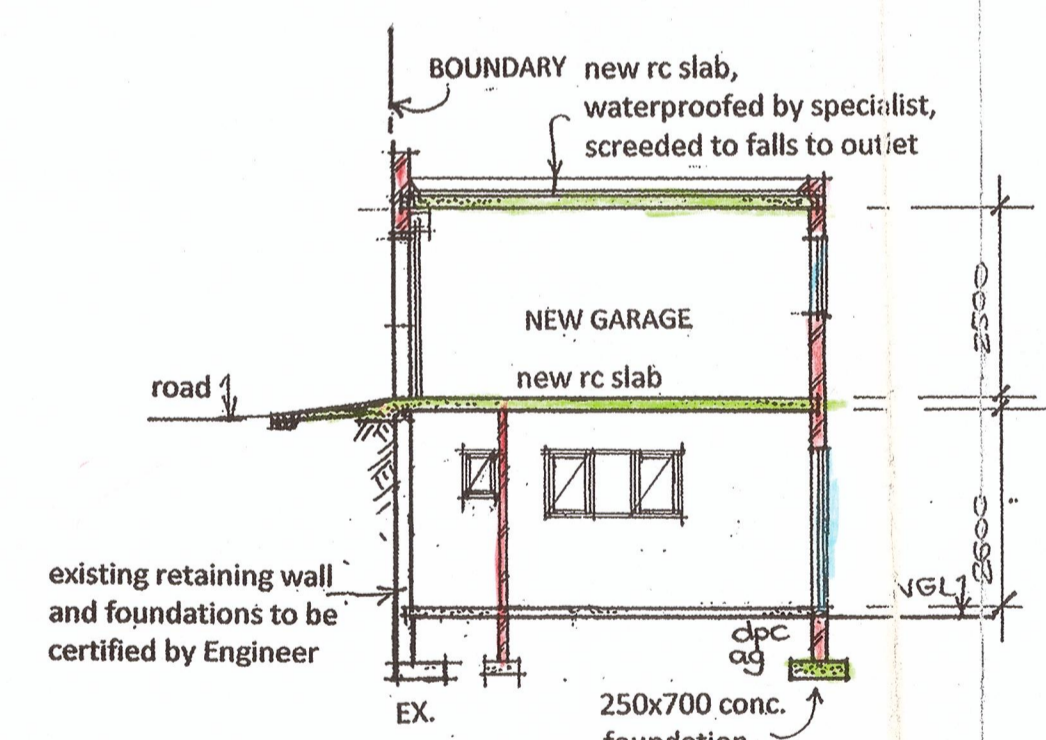 BOUNDARY
new rc slab,
waterproofed by specialist,
screeded to falls to outlet
NEW GARAGE
new rc slab
road
2500
2600
VGL
existing retaining wall
and foundations to be
certified by Engineer
dpc
ag
EX.
250x700 conc.
foundation